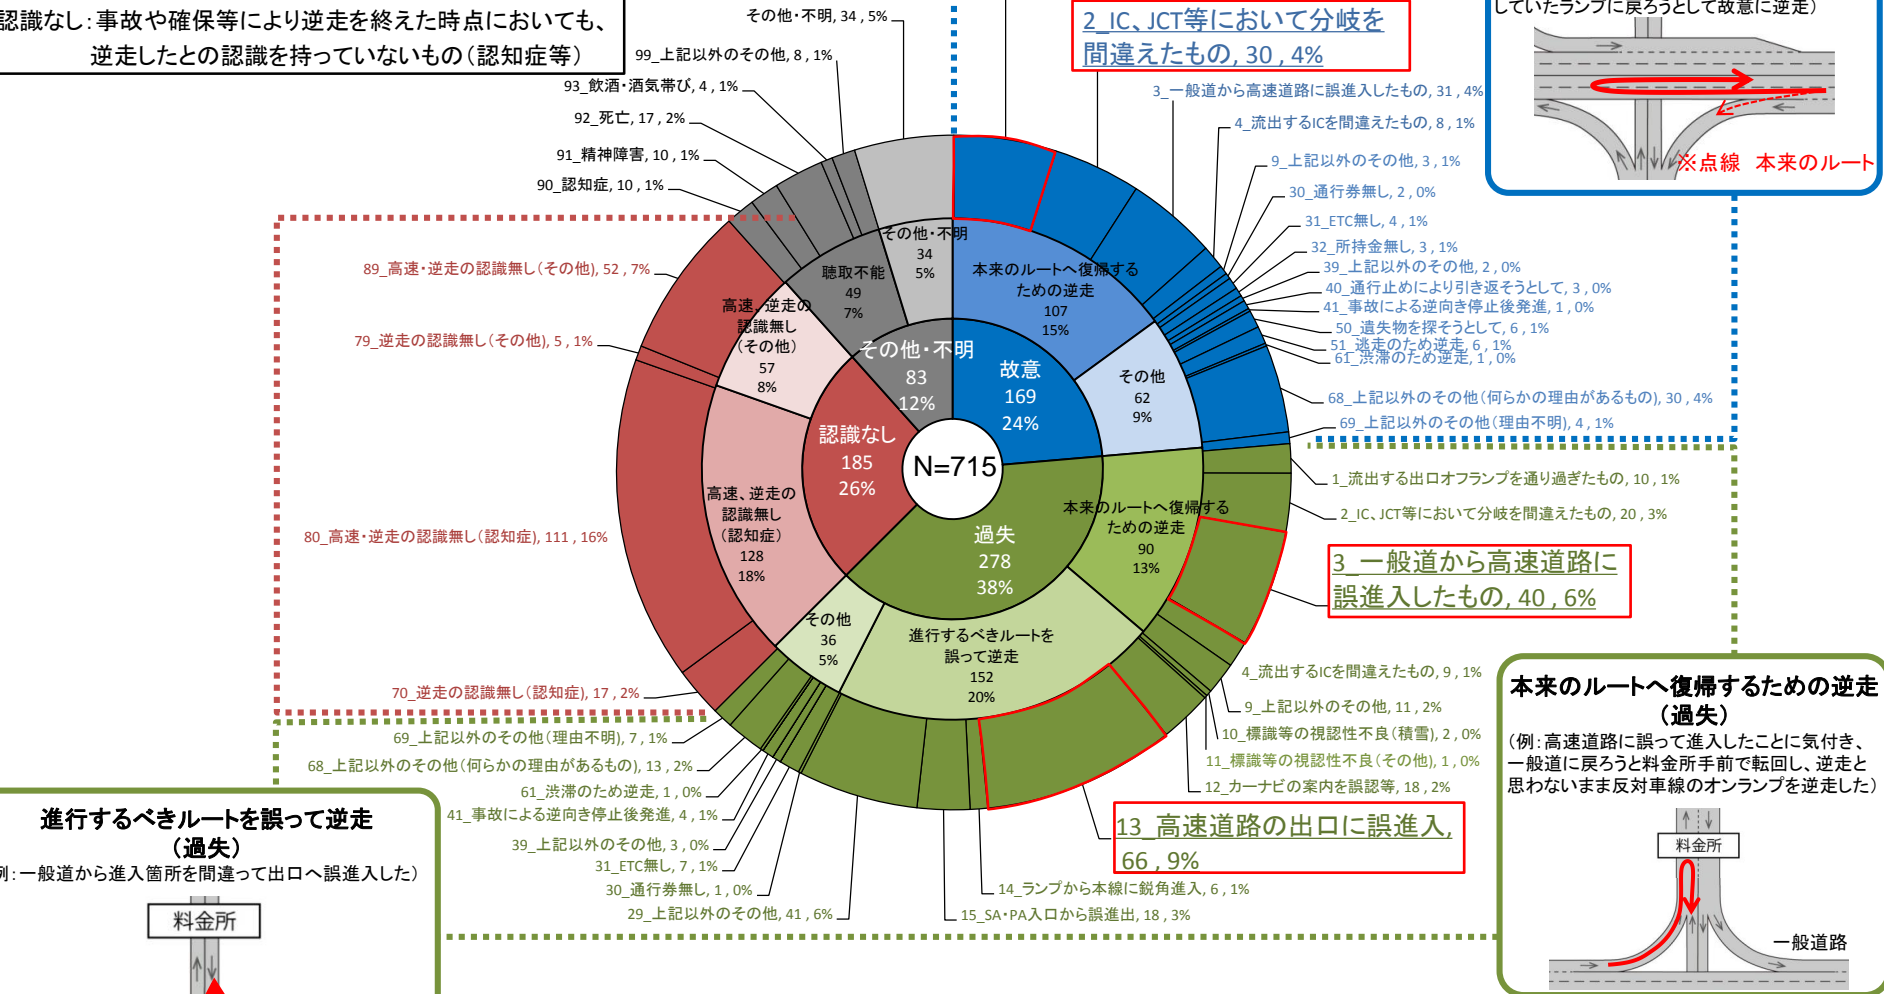 認識なし：事故や確保等により逆走を終えた時点においても、
逆走したとの認識を持っていないもの（認知症等）
2_IC、JCT等において分岐を
間違えたもの, 30 , 4%
していたランプに戻ろうとして故意に逆走）
※点線　本来のルート
その他・不明, 34 , 5%
99_上記以外のその他, 8 , 1%
93_飲酒・酒気帯び, 4 , 1%
92_死亡, 17 , 2%
91_精神障害, 10 , 1%
90_認知症, 10 , 1%
89_高速・逆走の認識無し（その他）, 52 , 7%
79_逆走の認識無し（その他）, 5 , 1%
80_高速・逆走の認識無し（認知症）, 111 , 16%
70_逆走の認識無し（認知症）, 17 , 2%
3_一般道から高速道路に誤進入したもの, 31 , 4%
4_流出するICを間違えたもの, 8 , 1%
9_上記以外のその他, 3 , 1%
30_通行券無し, 2 , 0%
31_ETC無し, 4 , 1%
32_所持金無し, 3 , 1%
39_上記以外のその他, 2 , 0%
40_通行止めにより引き返そうとして, 3 , 0%
41_事故による逆向き停止後発進, 1 , 0%
50_遺失物を探そうとして, 6 , 1%
51_逃走のため逆走, 6 , 1%
61_渋滞のため逆走, 1 , 0%
68_上記以外のその他（何らかの理由があるもの）, 30 , 4%
69_上記以外のその他（理由不明）, 4 , 1%
その他・不明
34
5%
聴取不能
49
7%
本来のルートへ復帰する
ための逆走
107
15%
高速、逆走の
認識無し
（その他）
57
8%
その他・不明
83
12%
故意
169
24%
その他
62
9%
認識なし
185
26%
N=715
高速、逆走の
認識無し
（認知症）
128
18%
過失
278
38%
本来のルートへ復帰する
ための逆走
90
13%
その他
36
5%
進行するべきルートを
誤って逆走
152
20%
1_流出する出口オフランプを通り過ぎたもの, 10 , 1%
2_IC、JCT等において分岐を間違えたもの, 20 , 3%
3_一般道から高速道路に
誤進入したもの, 40 , 6%
4_流出するICを間違えたもの, 9 , 1%
9_上記以外のその他, 11 , 2%
10_標識等の視認性不良（積雪）, 2 , 0%
11_標識等の視認性不良（その他）, 1 , 0%
12_カーナビの案内を誤認等, 18 , 2%
13_高速道路の出口に誤進入,
66 , 9%
14_ランプから本線に鋭角進入, 6 , 1%
15_SA・PA入口から誤進出, 18 , 3%
69_上記以外のその他（理由不明）, 7 , 1%
68_上記以外のその他（何らかの理由があるもの）, 13 , 2%
61_渋滞のため逆走, 1 , 0%
41_事故による逆向き停止後発進, 4 , 1%
39_上記以外のその他, 3 , 0%
31_ETC無し, 7 , 1%
30_通行券無し, 1 , 0%
29_上記以外のその他, 41 , 6%
進行するべきルートを誤って逆走
（過失）
例：一般道から進入箇所を間違って出口へ誤進入した）
料金所
本来のルートへ復帰するための逆走
（過失）
（例：高速道路に誤って進入したことに気付き、
一般道に戻ろうと料金所手前で転回し、逆走と
思わないまま反対車線のオンランプを逆走した）
料金所
一般道路